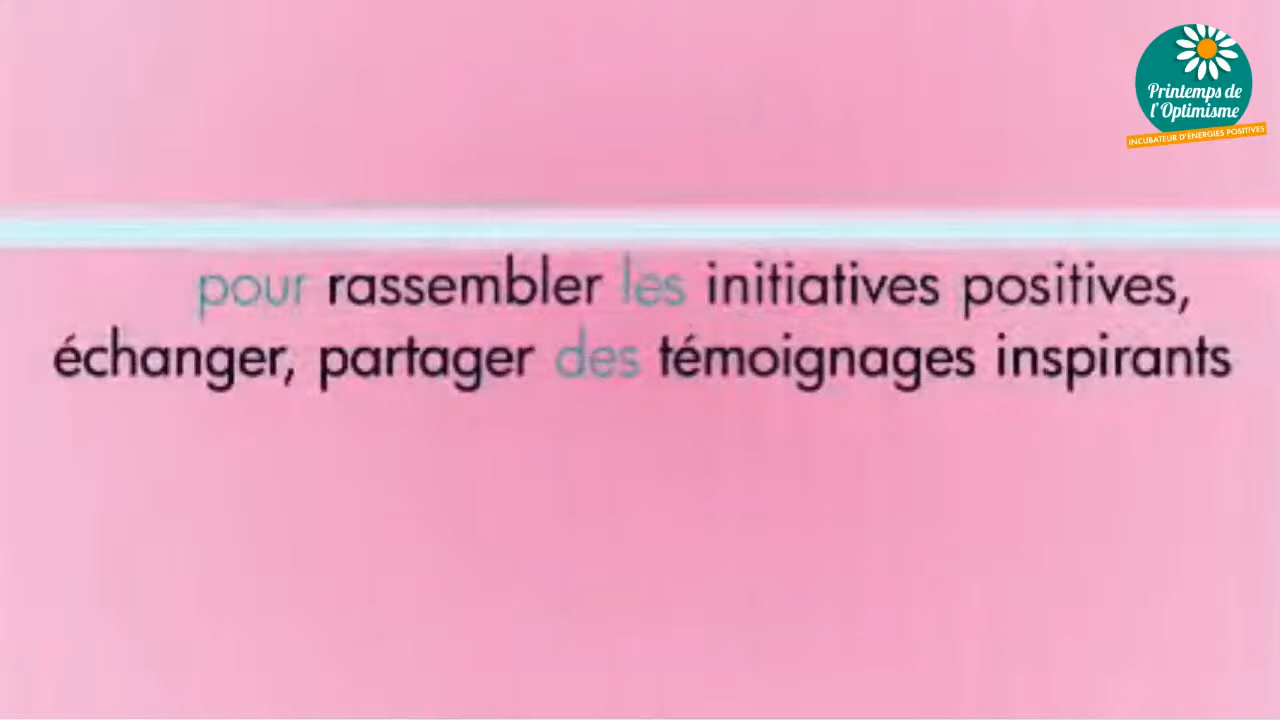 Printemps de
l'Optimisme
INCUBATEUR D'ÉNERGIES POSITIVES
pour rassembler les initiatives positives,
échanger, partager des témoignages inspirants